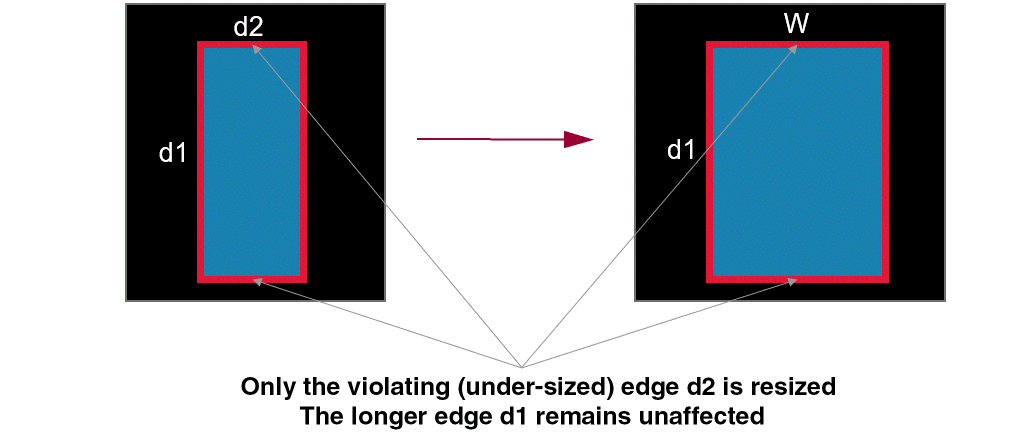 d2
W
d1
d1
Only the violating (under-sized) edge d2 is resized
The longer edge d1 remains unaffected